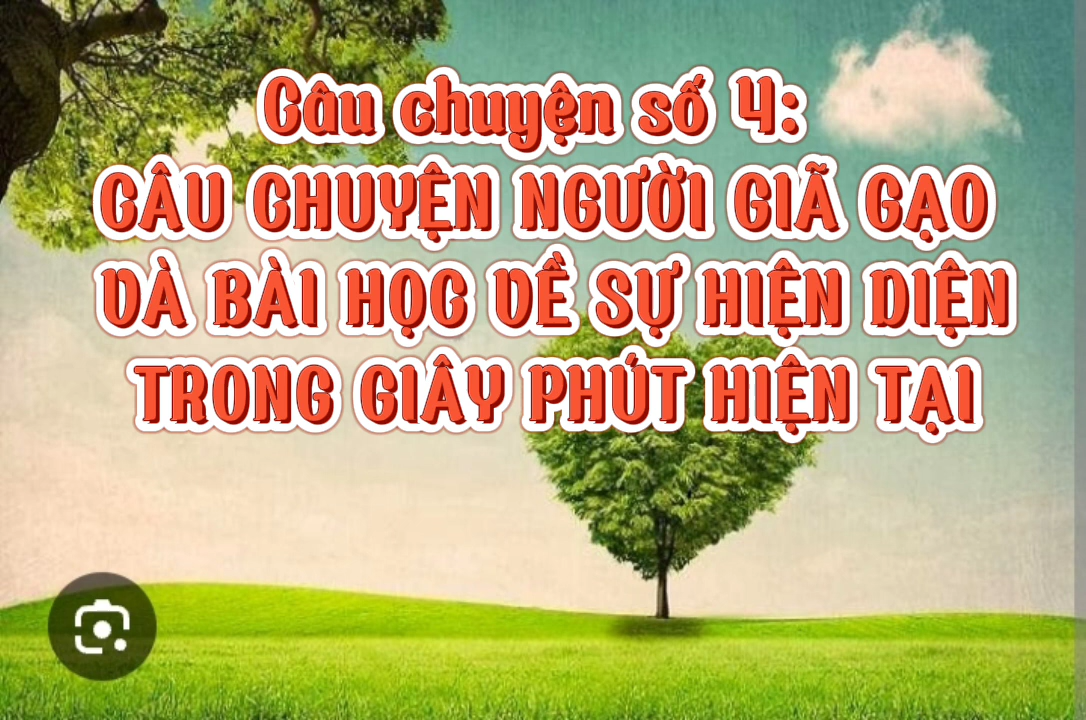 Câu chuyện số 4:
CÂU CHUYỆN NGƯỜI GIÃ GẠO
VÀ BÀI HỌC VỀ SỰ HIỆN DIỆN
TRONG GIÂY PHÚT HIỆN TẠI